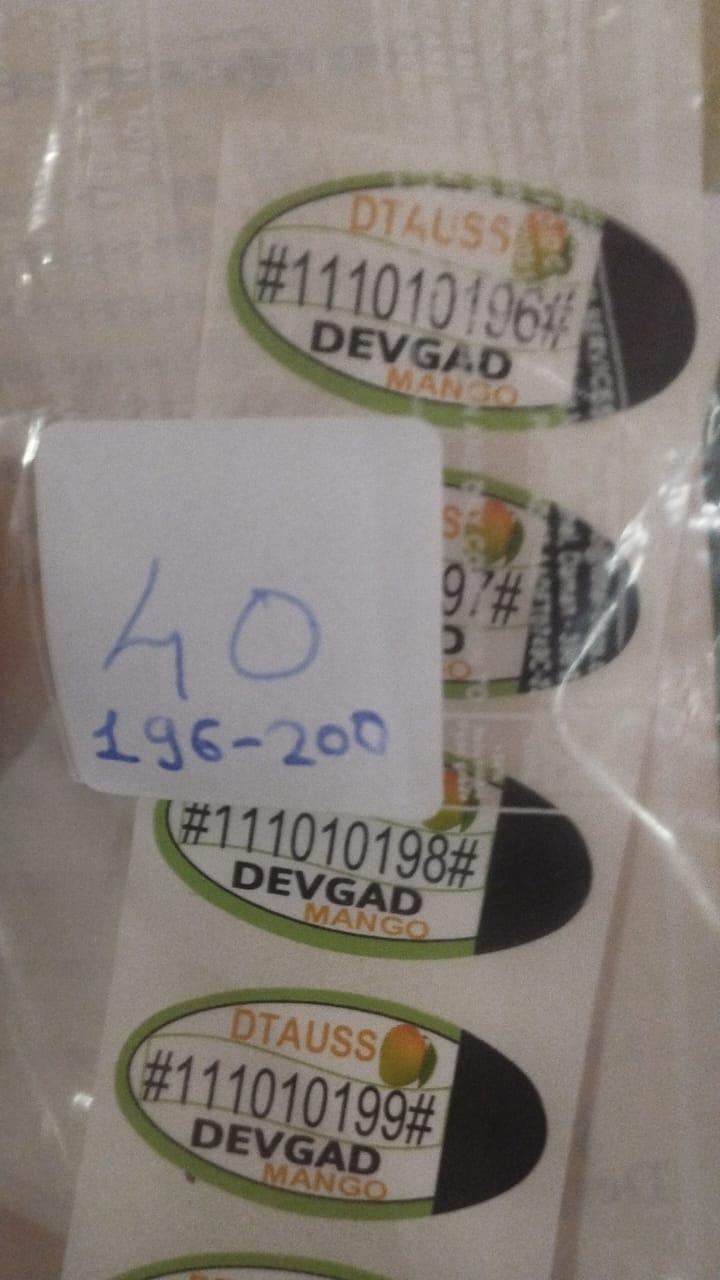 DTAUSS
#111010196#
DEVGAD
MANGO
S
97#
D
O
40
196-200
#111010198#
DEVGAD
MANGO
DTAUSS
#111010199#
DEVGAD
MANGO